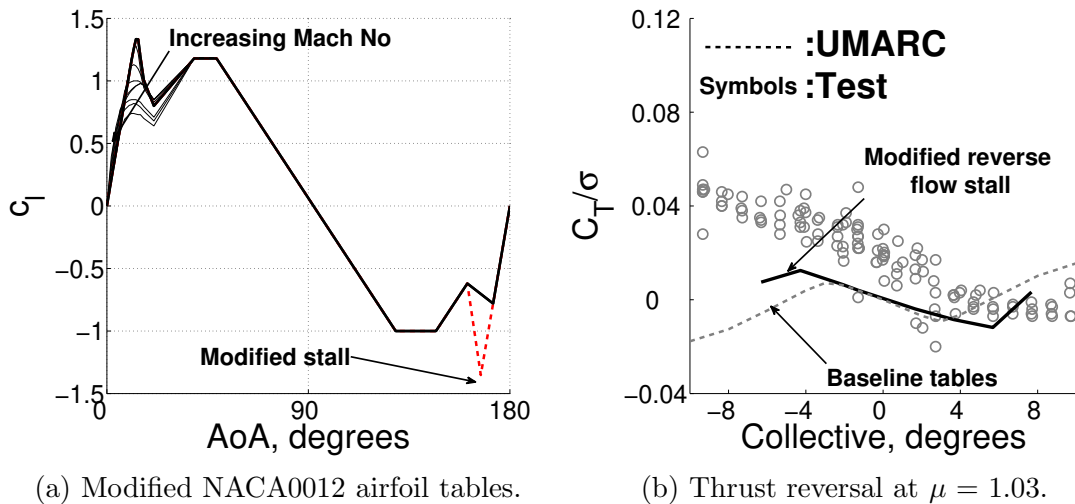 1.5
1
0.5
0
−0.5
−1
−1.5
0
90
180
c_l
AoA, degrees
Increasing Mach No
Modified stall
(a) Modified NACA0012 airfoil tables.
0.12
0.08
0.04
0
−0.04
−8
−4
0
4
8
C_T/σ
Collective, degrees
:UMARC
Symbols :Test
Modified reverse
flow stall
Baseline tables
(b) Thrust reversal at μ = 1.03.